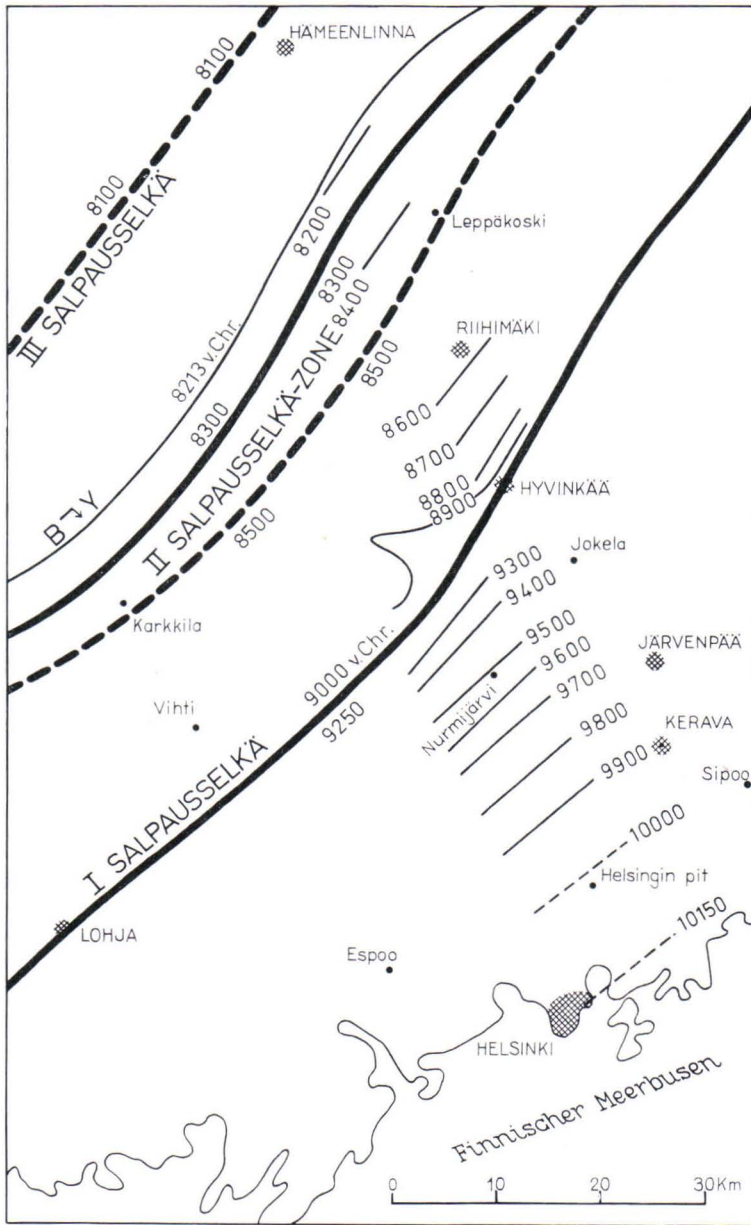 HÄMEENLINNA
8100
8100
III SALPAUSSELKÄ
8200
Leppäkoski
8300
8400
8213 v. Chr.
RIIHIMÄKI
8500
8600
8300
II SALPAUSSELKÄ-ZONE
8700
8800
8900
HYVINKÄÄ
B Y
8500
Jokela
9300
9400
Karkkila
9500
JÄRVENPÄÄ
9600
9000 v. Chr.
9700
Vihti
9250
Nurmijärvi
9800
KERAVA
9900
Sipoo
I SALPAUSSELKÄ
10000
Helsingin pit
LOHJA
10150
Espoo
HELSINKI
Finnischer Meerbusen
0 10 20 30 Km